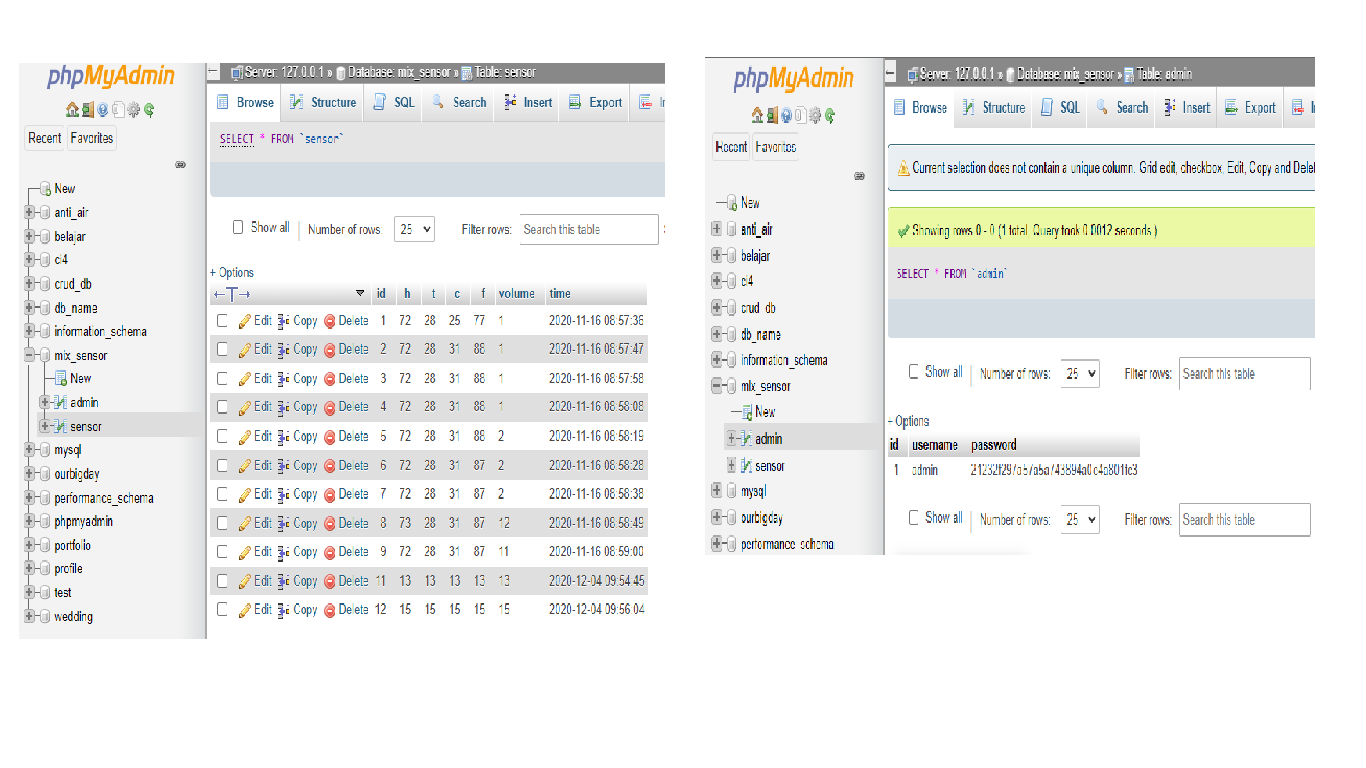 phpMyAdmin
Recent Favorites
New
anti_air
belajar
ci4
crud_db
db_name
information_schema
mix_sensor
New
admin
sensor
mysql
ourbigday
performance_schema
phpmyadmin
portfolio
profile
test
wedding
Server: 127.0.0.1 » Database: mix_sensor » Table: sensor
Browse Structure SQL Search Insert Export
SELECT * FROM `sensor`
Show all Number of rows: 25 Filter rows: Search this table
+ Options
←T→ id h t c f volume time
Edit Copy Delete 1 72 28 25 77 1 2020-11-16 08:57:36
Edit Copy Delete 2 72 28 31 88 1 2020-11-16 08:57:47
Edit Copy Delete 3 72 28 31 88 1 2020-11-16 08:57:58
Edit Copy Delete 4 72 28 31 88 1 2020-11-16 08:58:08
Edit Copy Delete 5 72 28 31 88 2 2020-11-16 08:58:19
Edit Copy Delete 6 72 28 31 87 2 2020-11-16 08:58:28
Edit Copy Delete 7 72 28 31 87 2 2020-11-16 08:58:38
Edit Copy Delete 8 73 28 31 87 12 2020-11-16 08:58:49
Edit Copy Delete 9 72 28 31 87 11 2020-11-16 08:59:00
Edit Copy Delete 11 13 13 13 13 13 2020-12-04 09:54:45
Edit Copy Delete 12 15 15 15 15 15 2020-12-04 09:56:04
phpMyAdmin
Recent Favorites
New
anti_air
belajar
ci4
crud_db
db_name
information_schema
mix_sensor
New
admin
sensor
mysql
ourbigday
performance_schema
Server: 127.0.0.1 » Database: mix_sensor » Table: admin
Browse Structure SQL Search Insert Export
Current selection does not contain a unique column. Grid edit, checkbox, Edit, Copy and Delet
Showing rows 0 - 0 (1 total, Query took 0.0012 seconds.)
SELECT * FROM `admin`
Show all Number of rows: 25 Filter rows: Search this table
+ Options
id username password
1 admin
Show all Number of rows: 25 Filter rows: Search this table